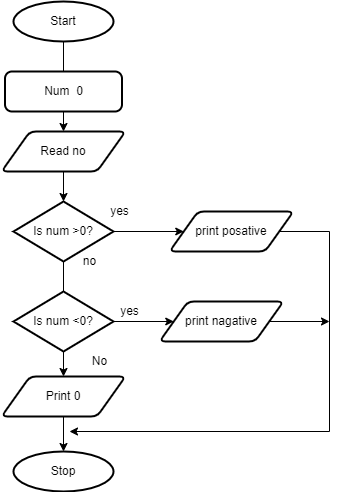 Start
Num  0
Read no
Is num >0?
yes
print posative
no
Is num <0?
yes
print nagative
No
Print 0
Stop